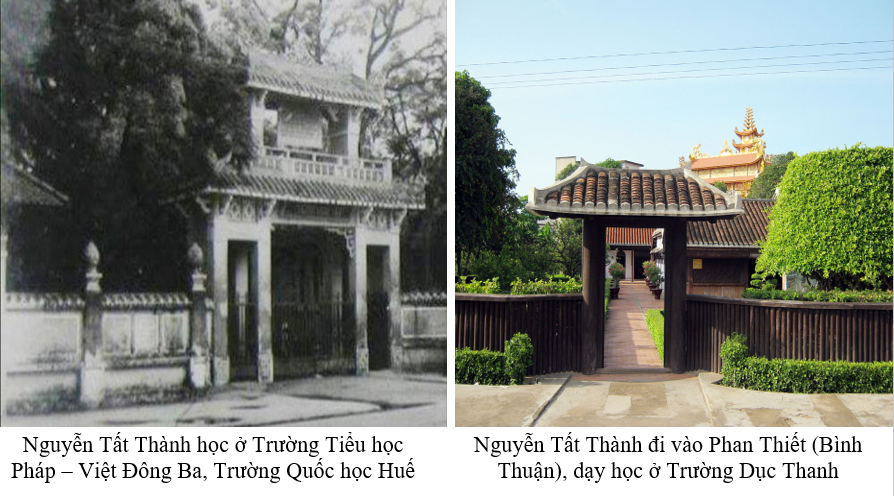 Nguyễn Tất Thành học ở Trường Tiểu học
Pháp – Việt Đông Ba, Trường Quốc học Huế
Nguyễn Tất Thành đi vào Phan Thiết (Bình
Thuận), dạy học ở Trường Dục Thanh